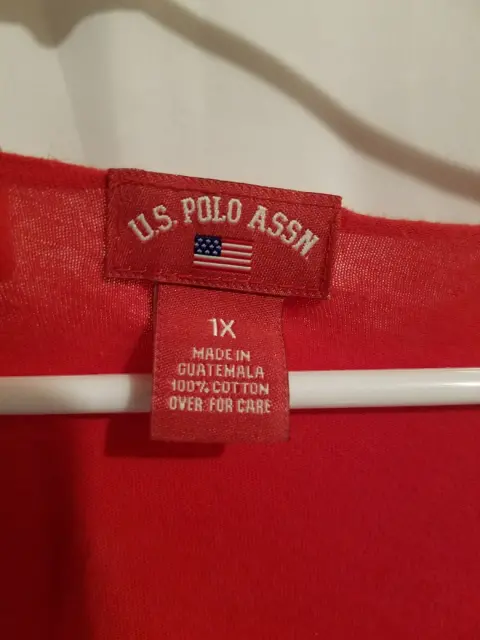 U.S. POLO ASSN.
1X
MADE IN
GUATEMALA
100% COTTON
OVER FOR CARE